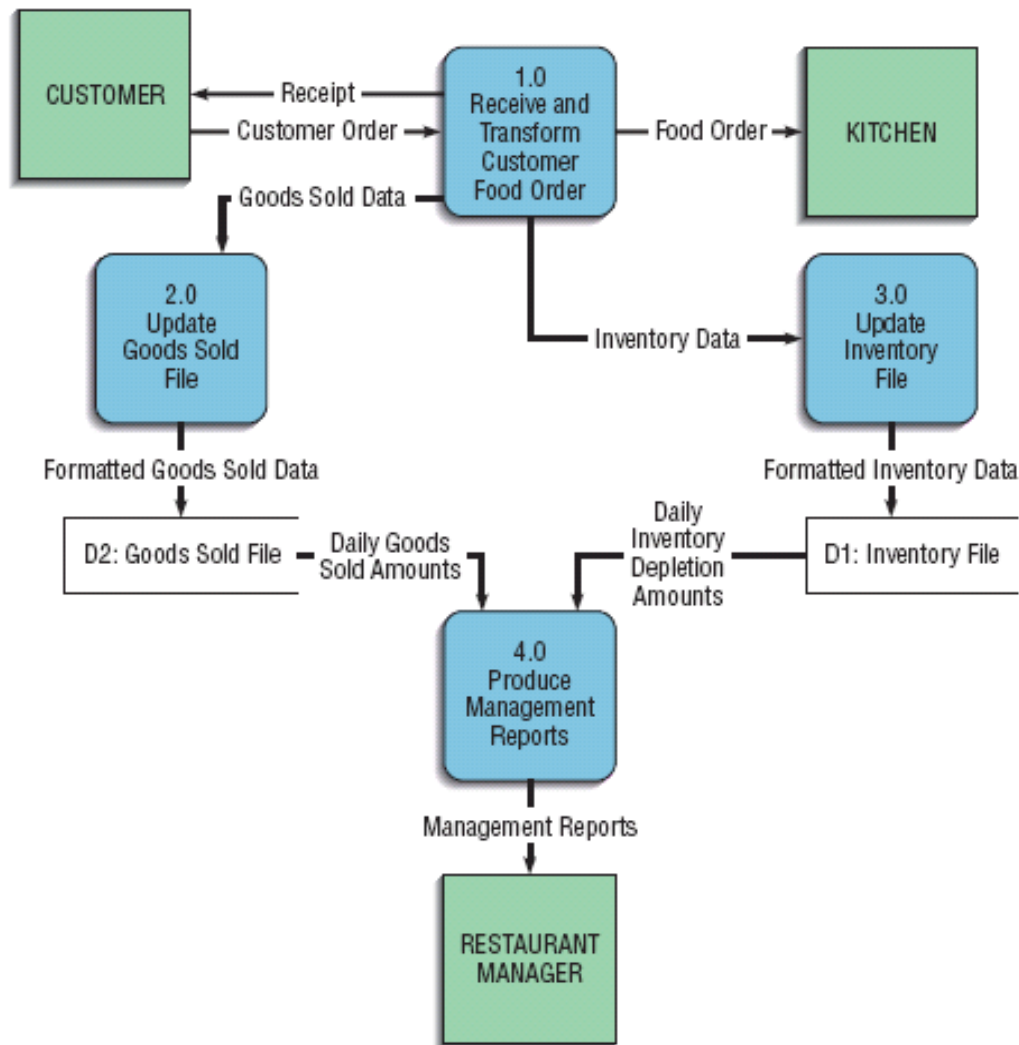 CUSTOMER
Receipt
Customer Order
1.0
Receive and
Transform
Customer
Food Order
Food Order
KITCHEN
Goods Sold Data
2.0
Update
Goods Sold
File
Inventory Data
3.0
Update
Inventory
File
Formatted Goods Sold Data
Formatted Inventory Data
D2: Goods Sold File
Daily Goods
Sold Amounts
Daily
Inventory
Depletion
Amounts
D1: Inventory File
4.0
Produce
Management
Reports
Management Reports
RESTAURANT
MANAGER